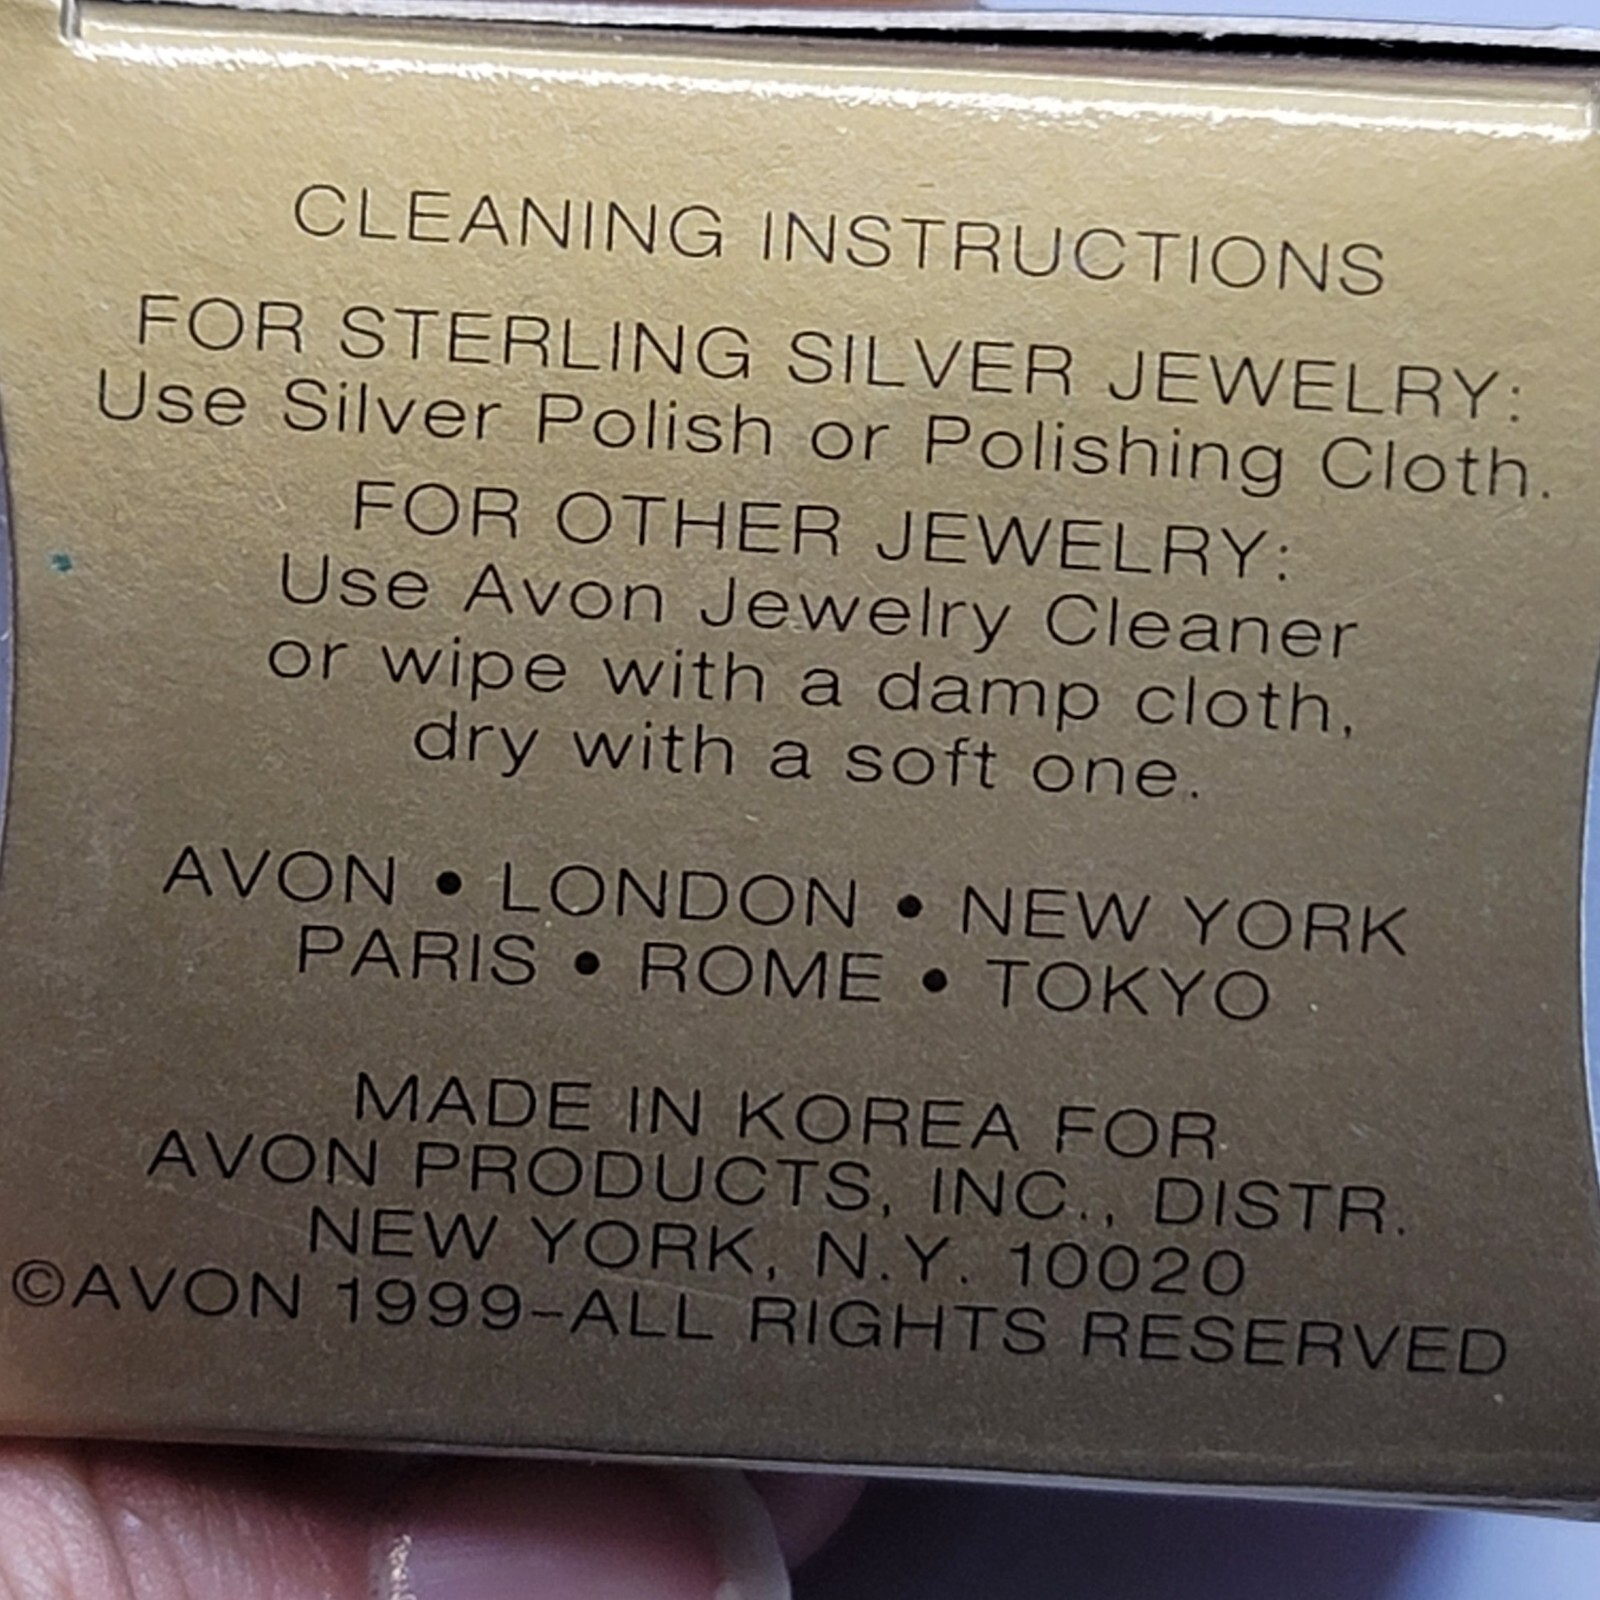 CLEANING INSTRUCTIONS
FOR STERLING SILVER JEWELRY:
Use Silver Polish or Polishing Cloth.
FOR OTHER JEWELRY:
Use Avon Jewelry Cleaner
or wipe with a damp cloth,
dry with a soft one.
AVON • LONDON • NEW YORK
PARIS • ROME • TOKYO
MADE IN KOREA FOR
AVON PRODUCTS, INC., DISTR.
NEW YORK, N.Y. 10020
©AVON 1999–ALL RIGHTS RESERVED